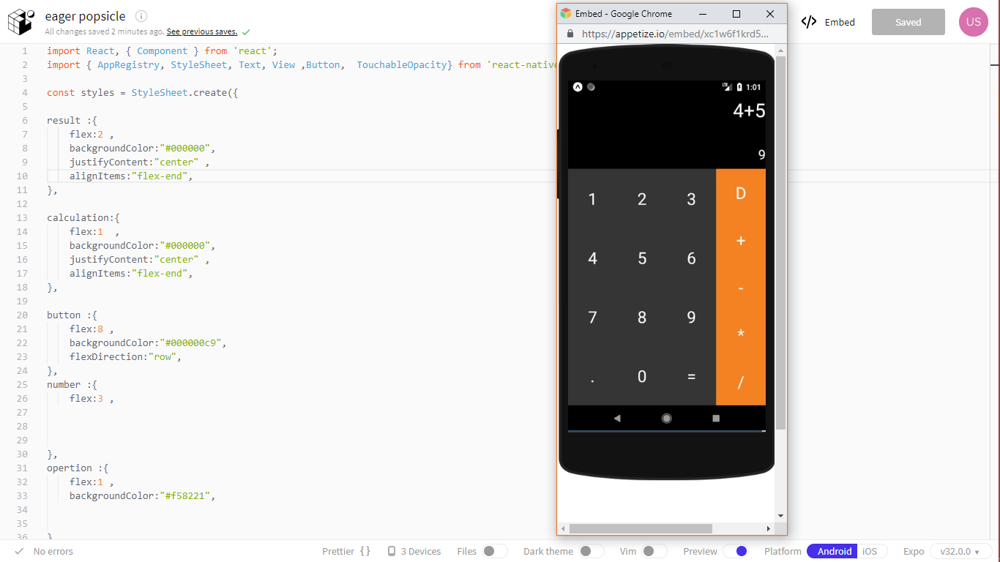 eager popsicle
All changes saved 2 minutes ago. See previous saves.
Embed - Google Chrome
https://appetize.io/embed/xc1w6f1krd5...
Embed
Saved
US
1 import React, { Component } from 'react';
2 import { AppRegistry, StyleSheet, Text, View ,Button,  TouchableOpacity} from 'react-native
3
4 const styles = StyleSheet.create({
5
6 result :{
7     flex:2 ,
8     backgroundColor:"#000000",
9     justifyContent:"center" ,
10     alignItems:"flex-end",
11 },
12
13 calculation:{
14     flex:1  ,
15     backgroundColor:"#000000",
16     justifyContent:"center" ,
17     alignItems:"flex-end",
18 },
19
20 button :{
21     flex:8 ,
22     backgroundColor:"#000000c9",
23     flexDirection:"row",
24 },
25 number :{
26     flex:3 ,
27
28
29
30 },
31 opertion :{
32     flex:1 ,
33     backgroundColor:"#f58221",
34
35
36 }
LTE 1:01
4+5
9
1 2 3 D
+
4 5 6 -
7 8 9 *
. 0 = /
No errors
Prettier {} 3 Devices Files Dark theme Vim Preview Platform Android iOS Expo v32.0.0